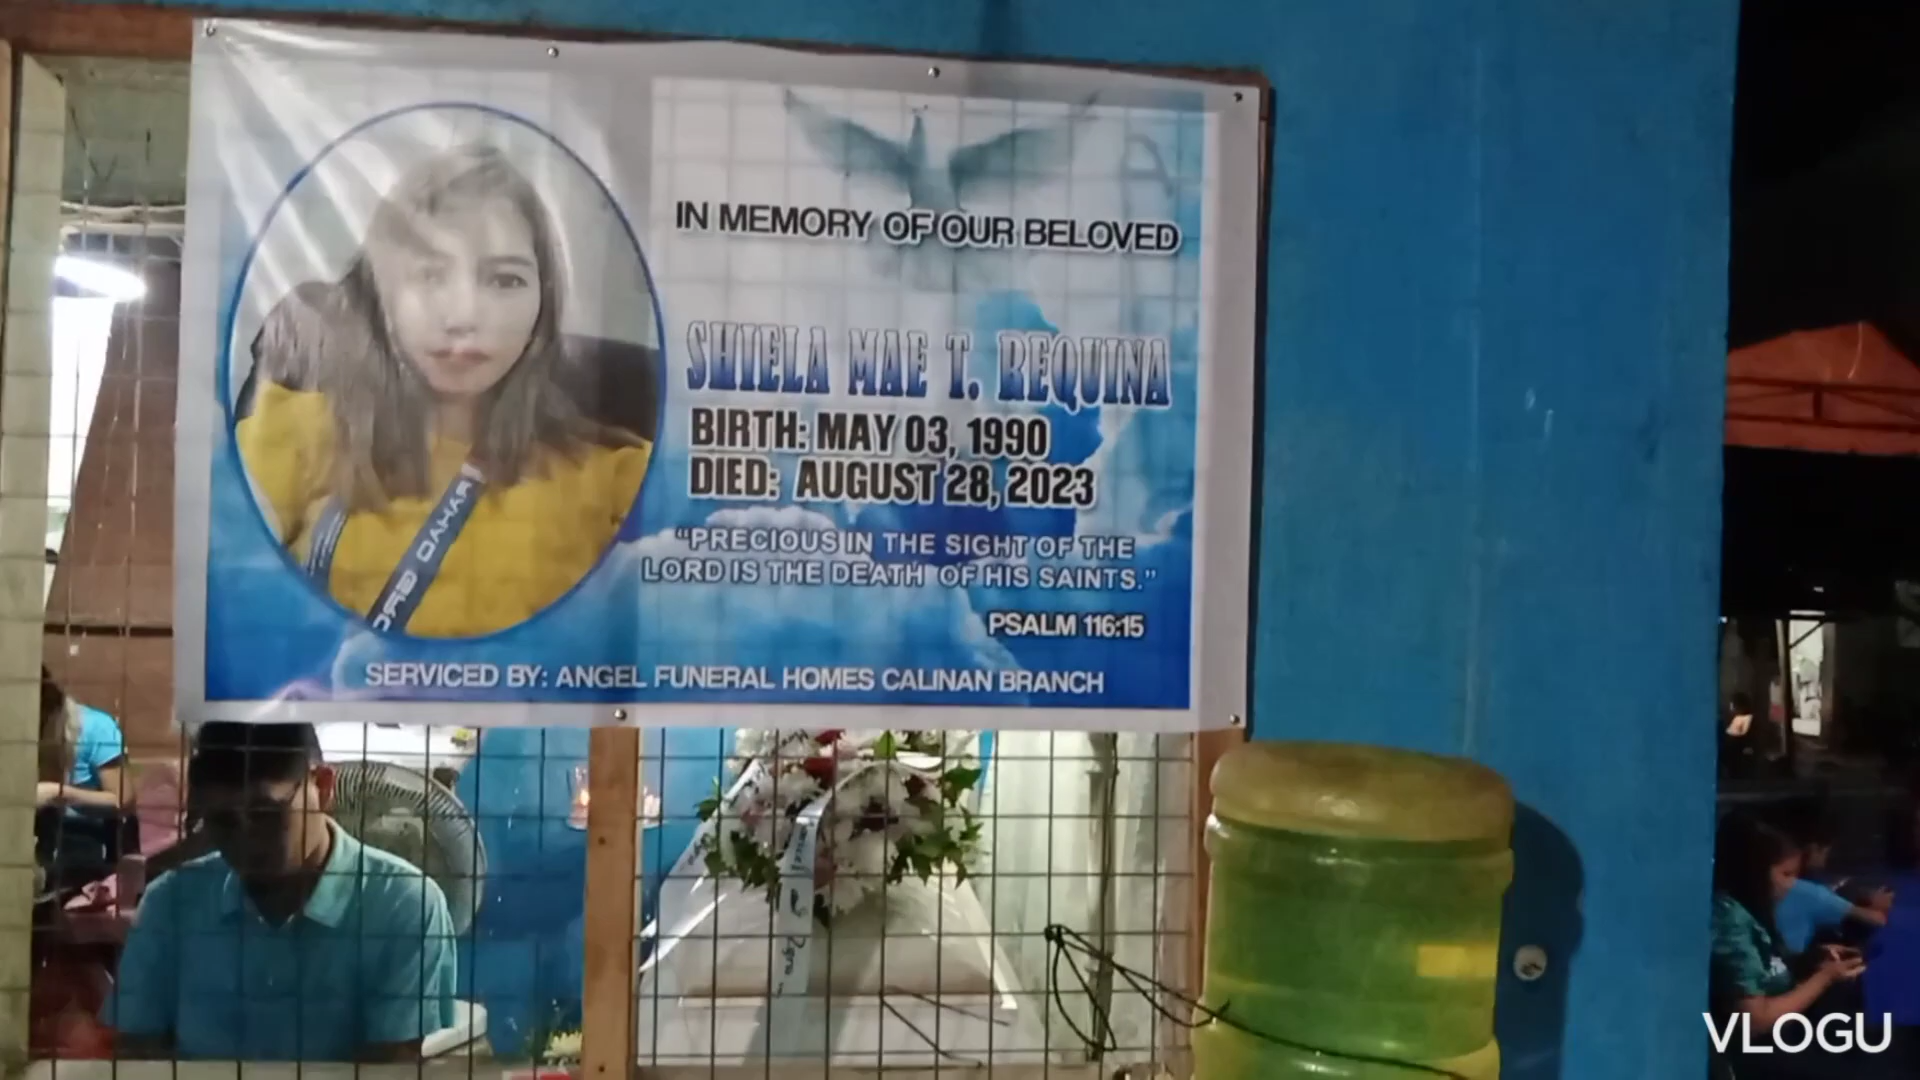 IN MEMORY OF OUR BELOVED
SHIELA MAE T. REQUINA
BIRTH: MAY 03, 1990
DIED: AUGUST 28, 2023
"PRECIOUS IN THE SIGHT OF THE
LORD IS THE DEATH OF HIS SAINTS."
PSALM 116:15
SERVICED BY: ANGEL FUNERAL HOMES CALINAN BRANCH
VLOGU